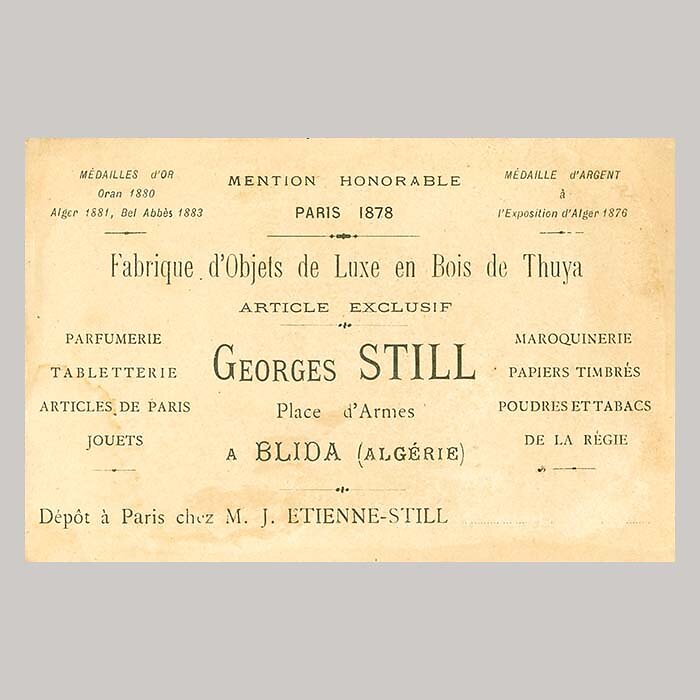 MÉDAILLES d'OR
Oran 1880
Alger 1881, Bel Abbès 1883
MENTION HONORABLE
PARIS 1878
MÉDAILLE d'ARGENT
à
l'Exposition d'Alger 1876
Fabrique d'Objets de Luxe en Bois de Thuya
ARTICLE EXCLUSIF
PARFUMERIE
TABLETTERIE
ARTICLES DE PARIS
JOUETS
GEORGES STILL
Place d'Armes
A BLIDA (ALGÉRIE)
MAROQUINERIE
PAPIERS TIMBRÉS
POUDRES ET TABACS
DE LA RÉGIE
Dépôt à Paris chez M. J. ETIENNE-STILL